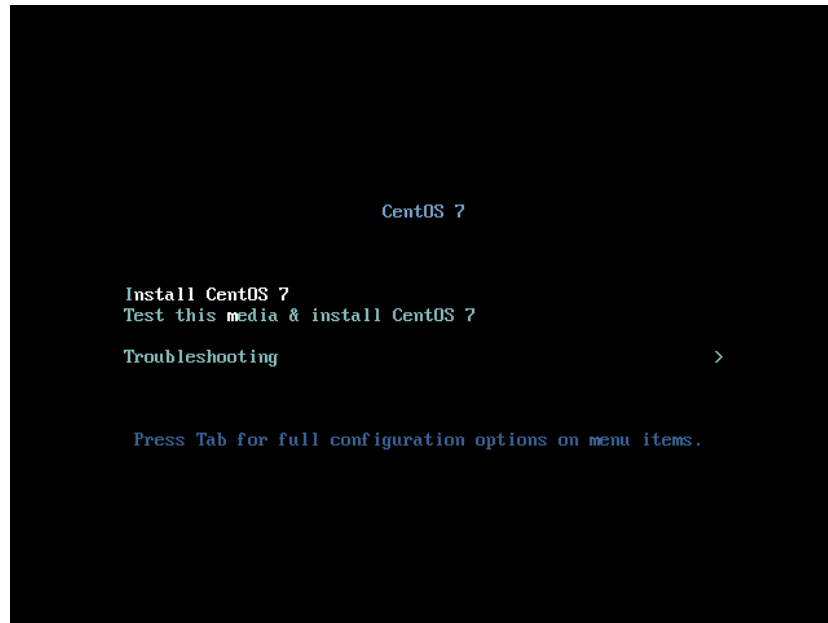 CentOS 7
Install CentOS 7
Test this media & install CentOS 7
Troubleshooting >
Press Tab for full configuration options on menu items.